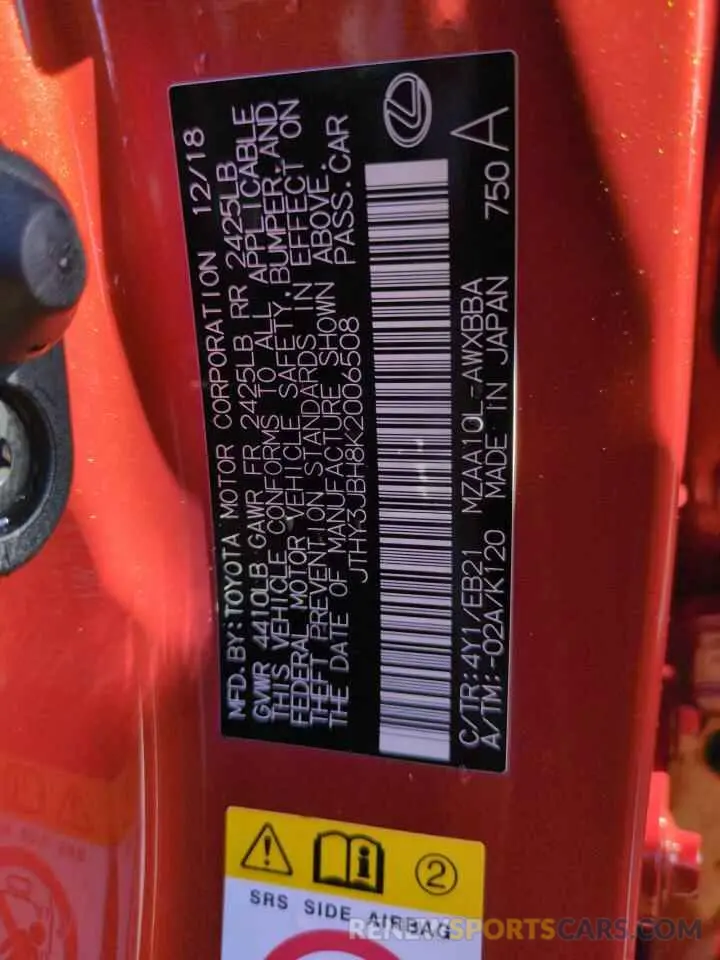 MFD.BY:TOYOTA MOTOR CORPORATION 12/18
GVWR 4410LB GAWR FR 2425LB RR 2425LB
THIS VEHICLE CONFORMS TO ALL APPLICABLE
FEDERAL MOTOR VEHICLE SAFETY,BUMPER,AND
THEFT PREVENTION STANDARDS IN EFFECT ON
THE DATE OF MANUFACTURE SHOWN ABOVE.
JTHY3JBH8K2006508 PASS.CAR
C/TR:4Y1/EB21 MZAA10L-AWXBBA
A/TM:-02A/K120 MADE IN JAPAN 750 A
2
SRS SIDE AIRBAG
RENEWSPORTSCARS.COM